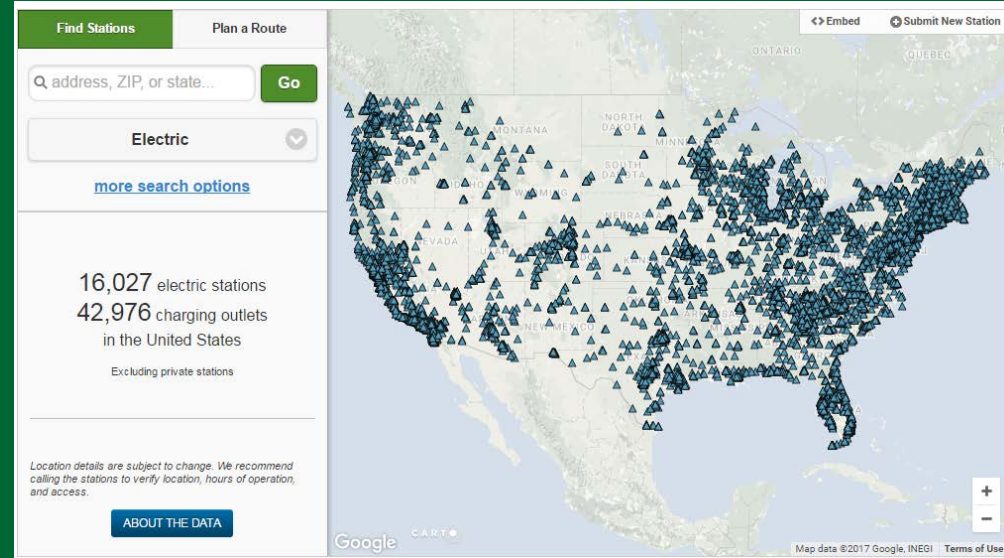 Find Stations
Plan a Route
address, ZIP, or state...
Go
Electric
more search options
16,027 electric stations
42,976 charging outlets
in the United States
Excluding private stations
Location details are subject to change. We recommend
calling the stations to verify location, hours of operation,
and access.
ABOUT THE DATA
<> Embed
Submit New Station
ONTARIO
QUEBEC
MONTANA
NORTH
DAKOTA
SOUTH
NEVADA
NEW MEXICO
+
−
Google
CARTO
Map data ©2017 Google, INEGI
Terms of Use